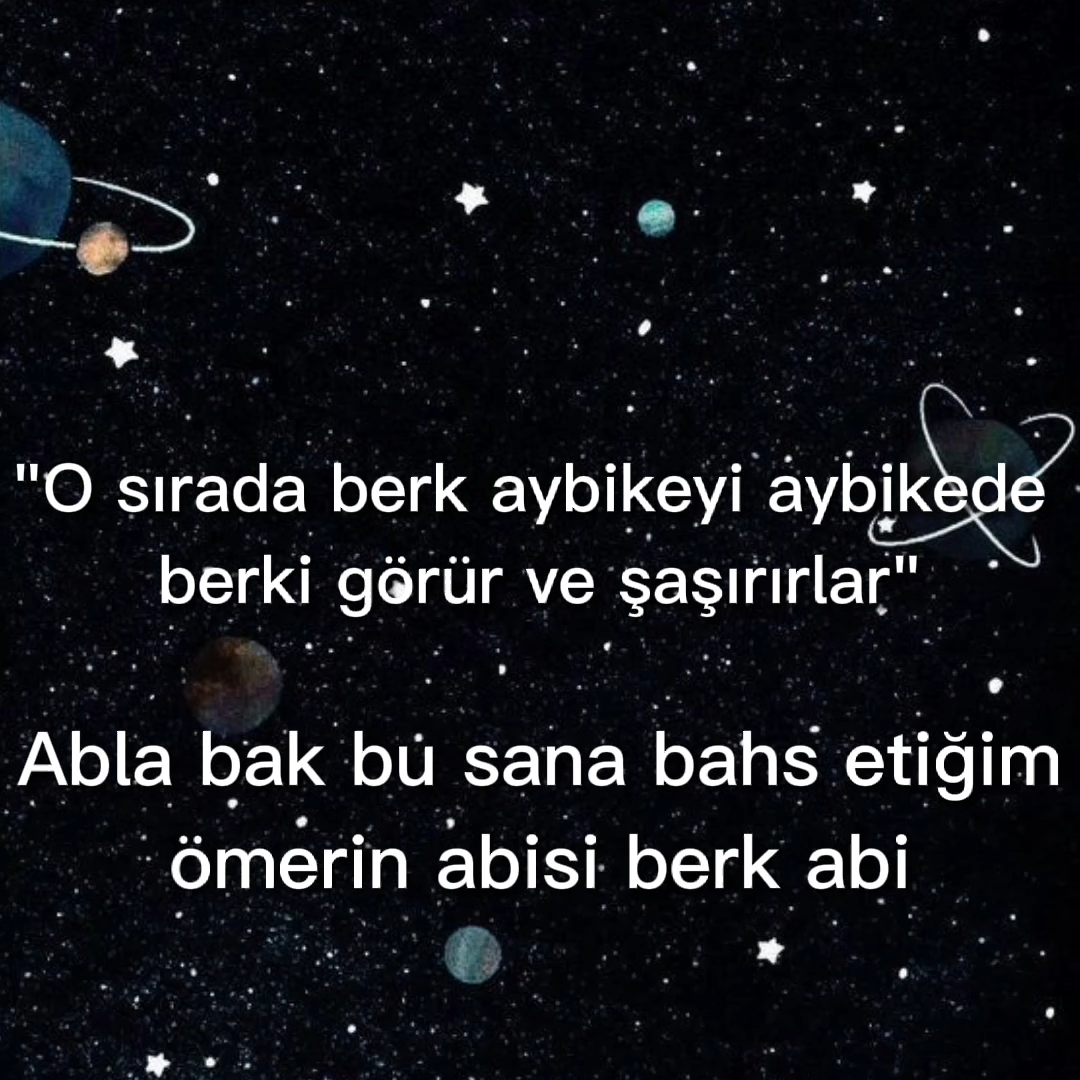 "O sırada berk aybikeyi aybikede
berki görür ve şaşırırlar"
Abla bak bu sana bahs etiğim
ömerin abisi berk abi